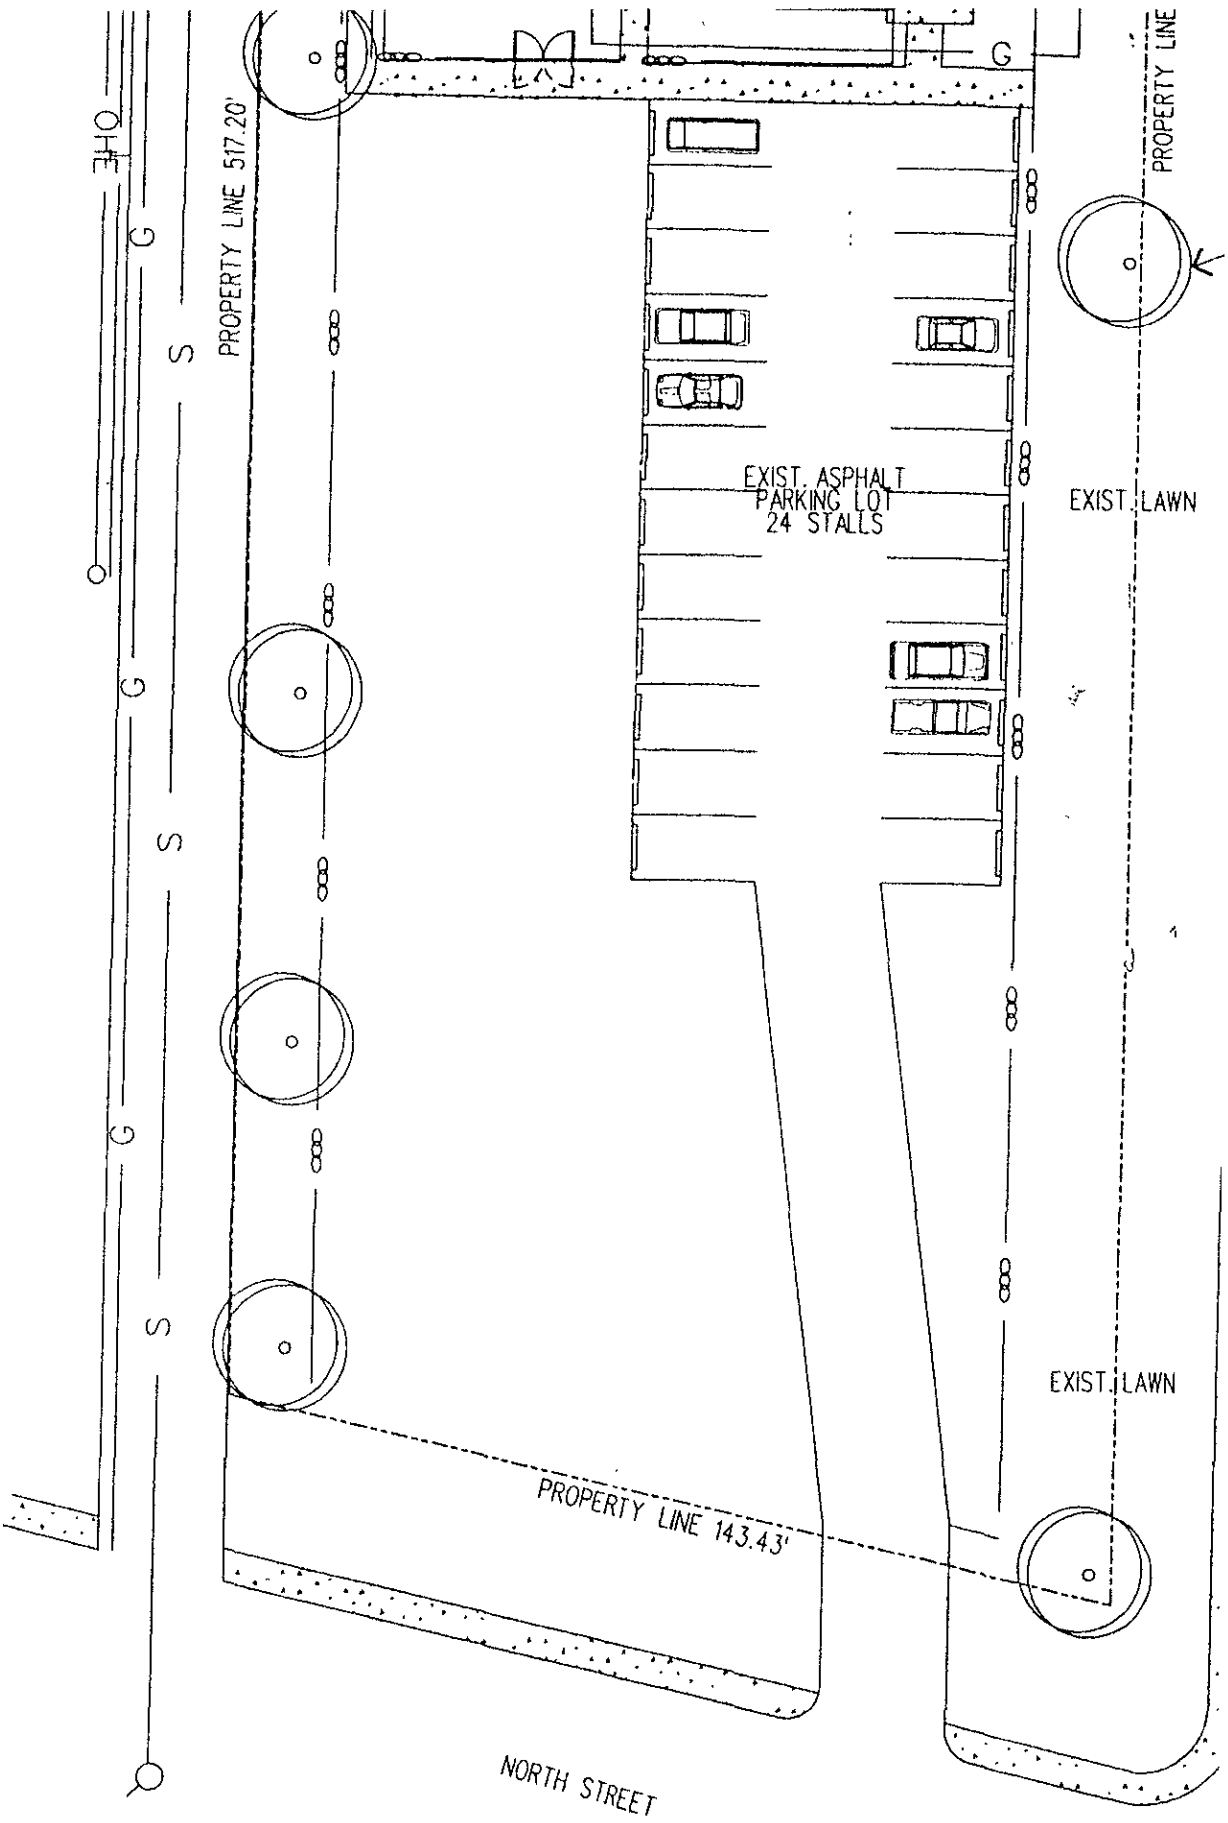 G
PROPERTY LINE
OHE
PROPERTY LINE 517.20'
G
S
EXIST. ASPHALT
PARKING LOT
24 STALLS
EXIST. LAWN
G
S
G
S
EXIST. LAWN
PROPERTY LINE 143.43'
NORTH STREET